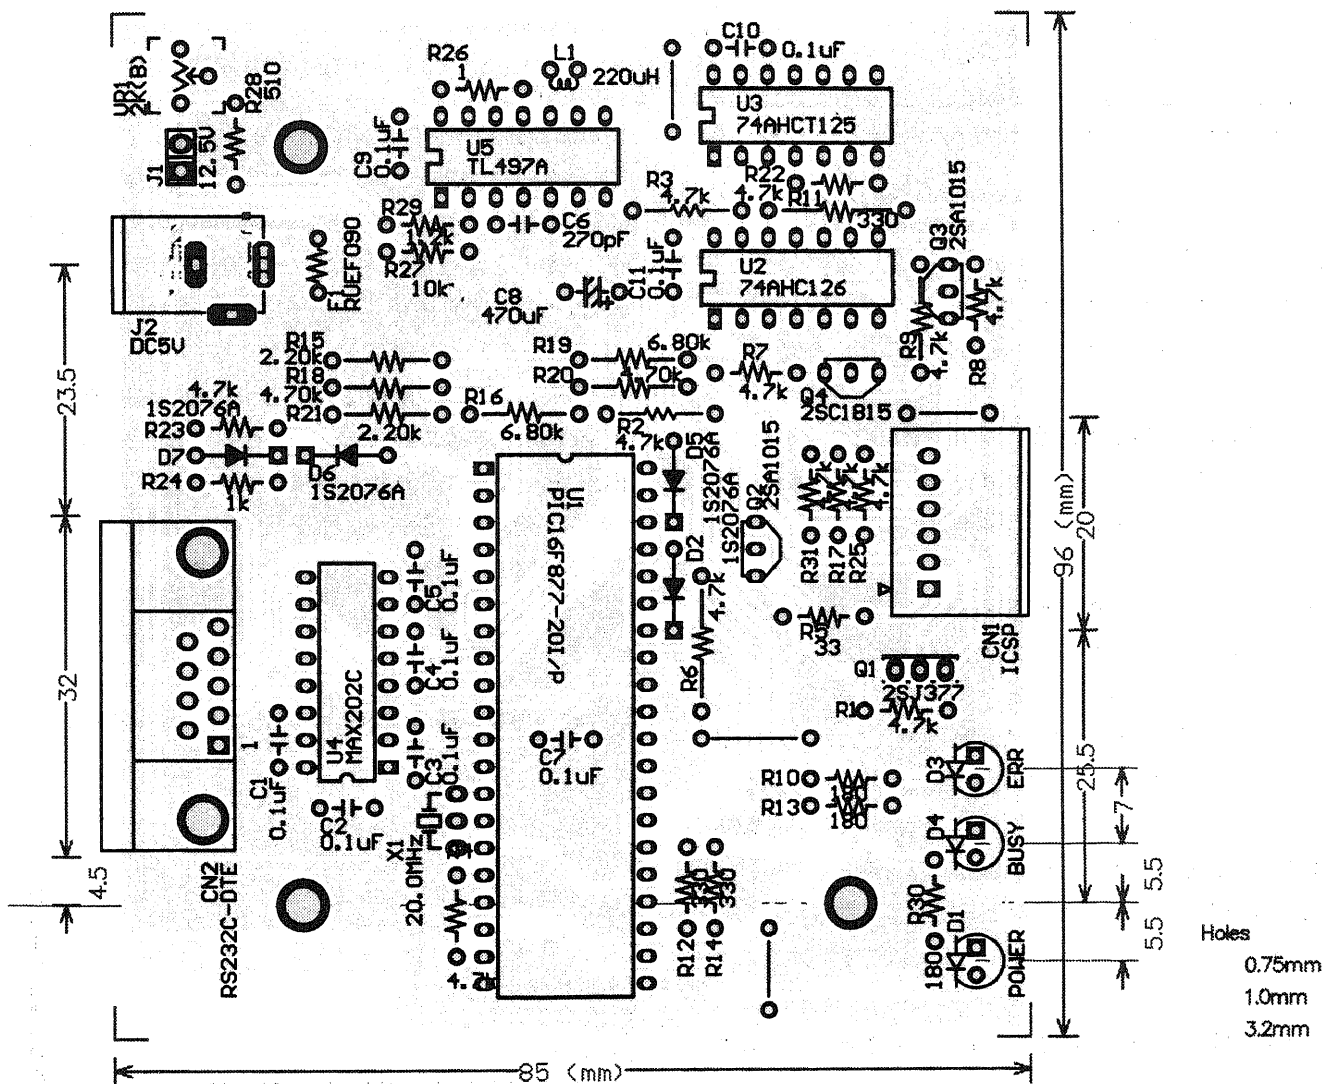 VR1
2K(B)
R28
510
R26
1
L1
220uH
C10
0.1uF
U3
74AHCT125
J1
12.5V
C9
0.1uF
U5
TL497A
R3
4.7k
R22
4.7k
R11
330
R29
R27
10k
C6
270pF
C11
0.1uF
U2
74AHC126
Q3
2SA1015
F1
RUEF090
C8
470uF
J2
DC5V
R9
4.7k
R8
4.7k
R15
2.20k
R18
4.70k
R21
2.20k
R19
6.80k
R20
4.70k
R7
4.7k
Q4
2SC1815
R16
6.80k
R2
4.7k
4.7k
1S2076A
R23
D7
R24
1k
D6
1S2076A
D5
1S2076A
Q2
2SA1015
U1
PIC16F877-20I/P
D2
1S2076A
R31
R17
R25
4.7k
CN1
ICSP
C5
0.1uF
C4
0.1uF
R6
4.7k
33
Q1
2SJ377
R1
4.7k
U4
MAX202C
C3
0.1uF
C7
0.1uF
1
C1
0.1uF
C2
0.1uF
X1
20.0MHz
R10
180
R13
180
D3
ERR
D4
BUSY
R12
330
R14
330
R30
180
D1
POWER
CN2
RS232C-DTE
23.5
32
4.5
96 (mm)
20
25.5
7
5.5
5.5
85 (mm)
Holes
0.75mm
1.0mm
3.2mm